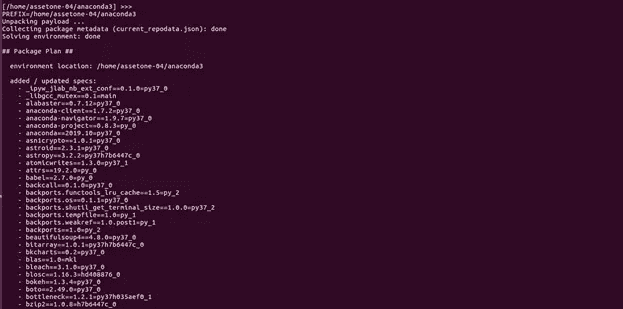 [/home/assetone-04/anaconda3] >>>
PREFIX=/home/assetone-04/anaconda3
Unpacking payload ...
Collecting package metadata (current_repodata.json): done
Solving environment: done
## Package Plan ##
environment location: /home/assetone-04/anaconda3
added / updated specs:
- _ipyw_jlab_nb_ext_conf==0.1.0=py37_0
- _libgcc_mutex==0.1=main
- alabaster==0.7.12=py37_0
- anaconda-client==1.7.2=py37_0
- anaconda-navigator==1.9.7=py37_0
- anaconda-project==0.8.3=py_0
- anaconda==2019.10=py37_0
- asn1crypto==1.0.1=py37_0
- astroid==2.3.1=py37_0
- astropy==3.2.2=py37h7b6447c_0
- atomicwrites==1.3.0=py37_1
- attrs==19.2.0=py_0
- babel==2.7.0=py_0
- backcall==0.1.0=py37_0
- backports.functools_lru_cache==1.5=py_2
- backports.os==0.1.1=py37_0
- backports.shutil_get_terminal_size==1.0.0=py37_2
- backports.tempfile==1.0=py_1
- backports.weakref==1.0.post1=py_1
- backports==1.0=py_2
- beautifulsoup4==4.8.0=py37_0
- bitarray==1.0.1=py37h7b6447c_0
- bkcharts==0.2=py37_0
- blas==1.0=mkl
- bleach==3.1.0=py37_0
- blosc==1.16.3=hd408876_0
- bokeh==1.3.4=py37_0
- boto==2.49.0=py37_0
- bottleneck==1.2.1=py37h035aef0_1
- bzip2==1.0.8=h7b6447c_0